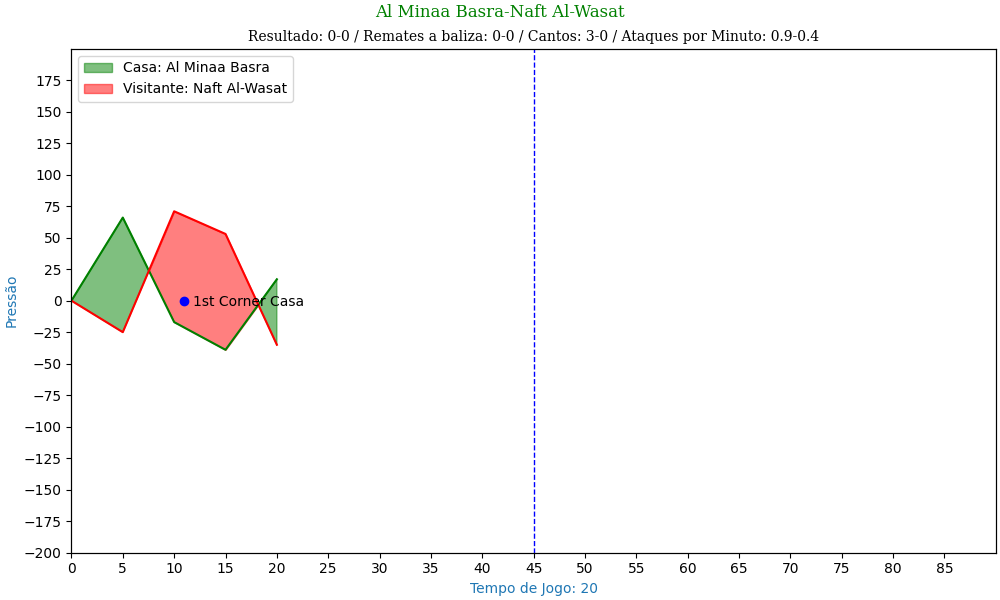 Al Minaa Basra-Naft Al-Wasat
Resultado: 0-0 / Remates a baliza: 0-0 / Cantos: 3-0 / Ataques por Minuto: 0.9-0.4
Casa: Al Minaa Basra
Visitante: Naft Al-Wasat
175
150
125
100
75
50
25
0
−25
−50
−75
−100
−125
−150
−175
−200
Pressão
1st Corner Casa
0 5 10 15 20 25 30 35 40 45 50 55 60 65 70 75 80 85
Tempo de Jogo: 20